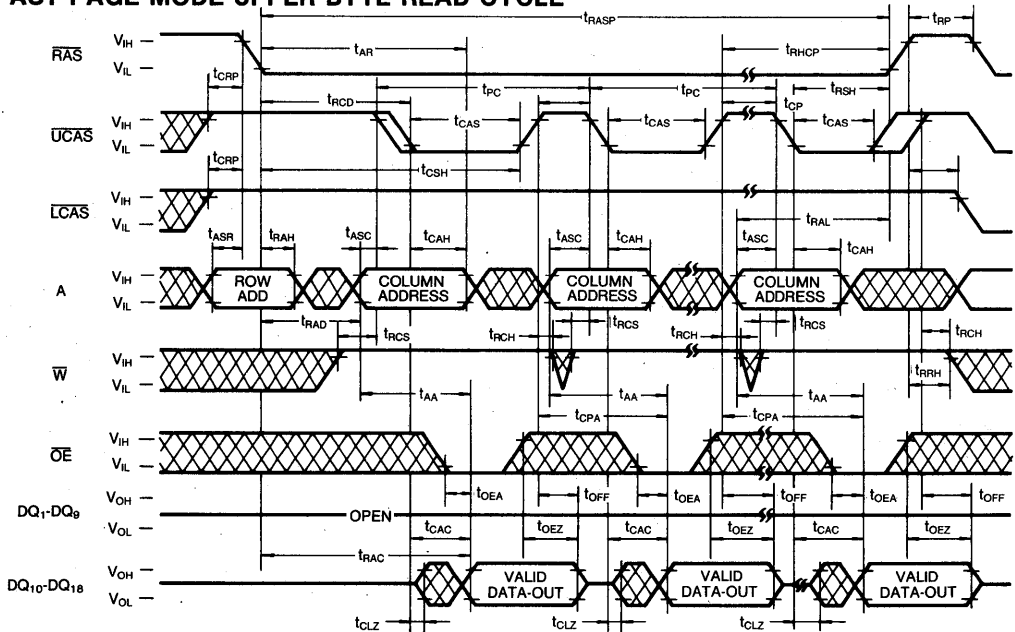 AST PAGE MODE UPPER BYTE READ CYCLE
tRASP
tRP
RAS
VIH
VIL
tAR
tRHCP
tCRP
tRCD
tPC
tPC
tCP
tRSH
UCAS
VIH
VIL
tCAS
tCAS
tCAS
tCRP
tCSH
LCAS
VIH
VIL
tRAL
tASR
tRAH
tASC
tCAH
tASC
tCAH
tASC
tCAH
A
VIH
VIL
ROW ADD
COLUMN ADDRESS
COLUMN ADDRESS
COLUMN ADDRESS
tRAD
tRCS
tRCH
tRCS
tRCH
tRCS
tRCH
W
VIH
VIL
tRRH
tAA
tAA
tAA
tCPA
tCPA
OE
VIH
VIL
tOEA
tOFF
tOEA
tOFF
tOEA
tOFF
DQ1-DQ9
VOH
VOL
OPEN
tCAC
tOEZ
tCAC
tOEZ
tCAC
tOEZ
tRAC
DQ10-DQ18
VOH
VOL
VALID DATA-OUT
VALID DATA-OUT
VALID DATA-OUT
tCLZ
tCLZ
tCLZ